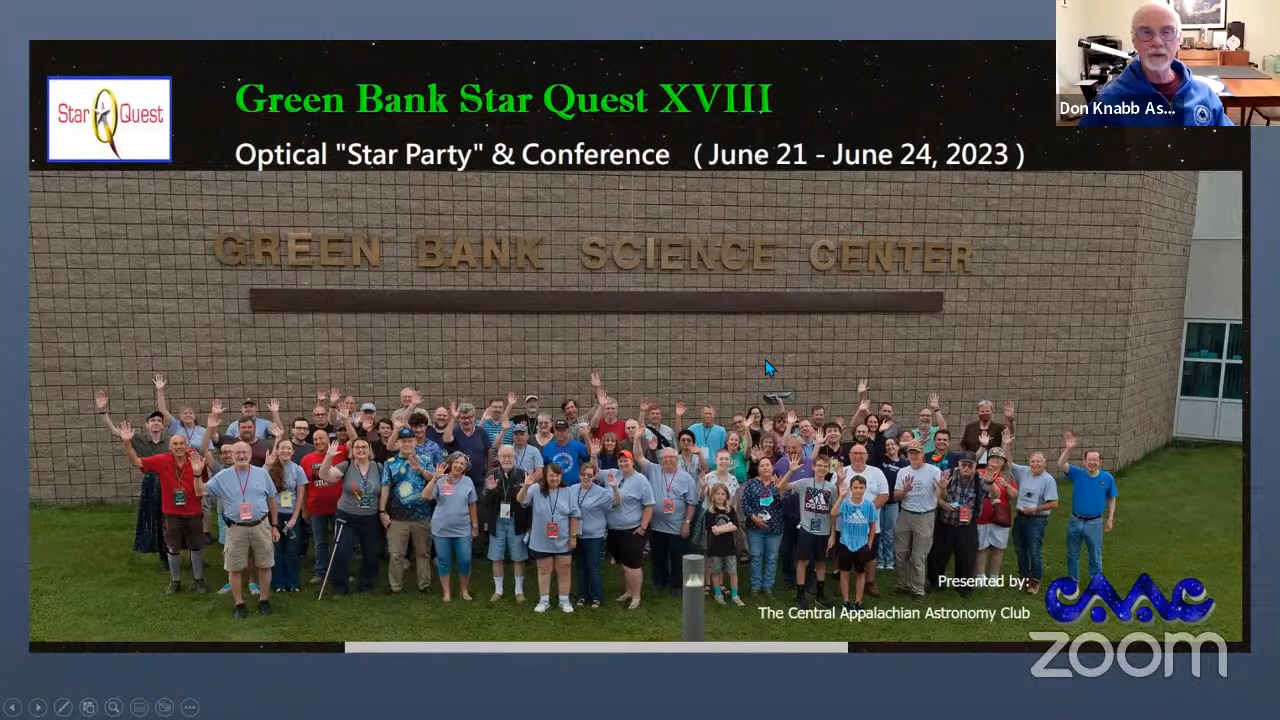 Green Bank Star Quest XVIII
Star Quest
Optical "Star Party" & Conference ( June 21 - June 24, 2023 )
Don Knabb As...
GREEN BANK SCIENCE CENTER
Presented by:
The Central Appalachian Astronomy Club
CAAC
zoom